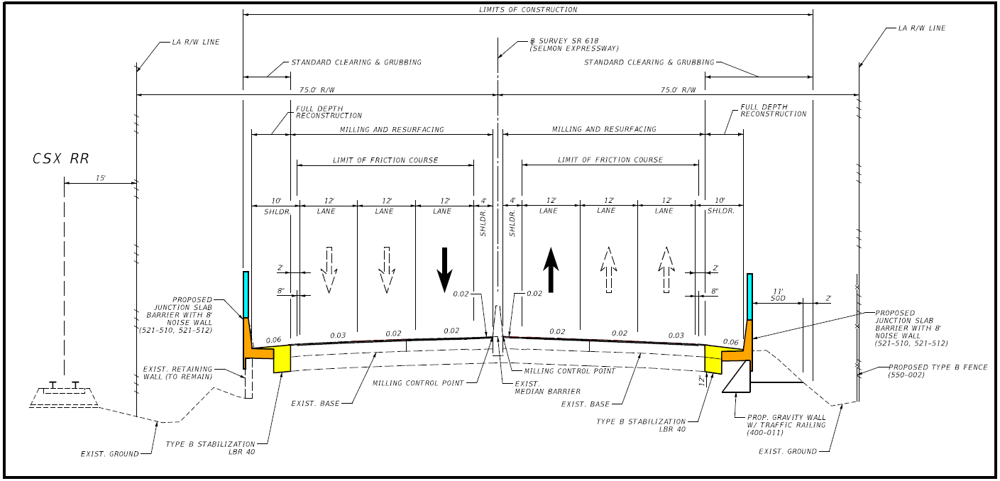 LIMITS OF CONSTRUCTION
LA R/W LINE
B SURVEY SR 618
(SELMON EXPRESSWAY)
LA R/W LINE
STANDARD CLEARING & GRUBBING
STANDARD CLEARING & GRUBBING
75.0' R/W
75.0' R/W
FULL DEPTH
RECONSTRUCTION
FULL DEPTH
RECONSTRUCTION
MILLING AND RESURFACING
MILLING AND RESURFACING
CSX RR
LIMIT OF FRICTION COURSE
LIMIT OF FRICTION COURSE
15'
10'
SHLDR.
12'
LANE
12'
LANE
12'
LANE
4'
SHLDR.
4'
SHLDR.
12'
LANE
12'
LANE
12'
LANE
10'
SHLDR.
2'
2'
8"
8"
0.02
0.02
11'
SOD
2'
PROPOSED
JUNCTION SLAB
BARRIER WITH 8'
NOISE WALL
(521-510, 521-512)
PROPOSED
JUNCTION SLAB
BARRIER WITH 8'
NOISE WALL
(521-510, 521-512)
0.06
0.03
0.02
0.02
0.02
0.02
0.03
0.06
EXIST. RETAINING
WALL (TO REMAIN)
MILLING CONTROL POINT
MILLING CONTROL POINT
EXIST.
MEDIAN BARRIER
12"
PROPOSED TYPE B FENCE
(550-002)
EXIST. BASE
EXIST. BASE
TYPE B STABILIZATION
LBR 40
PROP. GRAVITY WALL
W/ TRAFFIC RAILING
(400-011)
TYPE B STABILIZATION
LBR 40
EXIST. GROUND
EXIST. GROUND